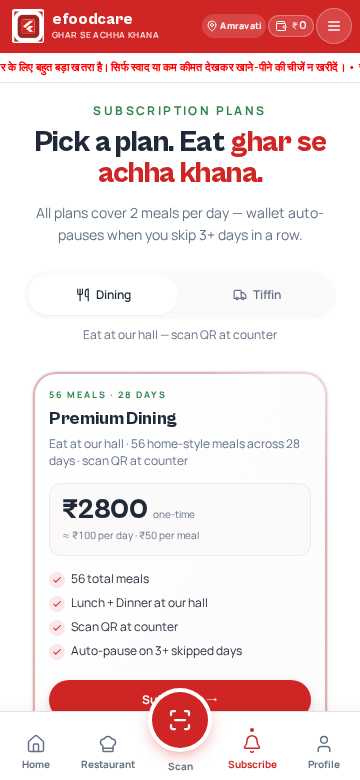 efoodcare
GHAR SE ACHHA KHANA
Amravati
₹0
र के लिए बहुत बड़ा खतरा है। सिर्फ स्वाद या कम कीमत देखकर खाने-पीने की चीजें न खरीदें। •
SUBSCRIPTION PLANS
Pick a plan. Eat ghar se
achha khana.
All plans cover 2 meals per day — wallet auto-
pauses when you skip 3+ days in a row.
Dining
Tiffin
Eat at our hall — scan QR at counter
56 MEALS · 28 DAYS
Premium Dining
Eat at our hall · 56 home-style meals across 28
days · scan QR at counter
₹2800 one-time
≈ ₹100 per day · ₹50 per meal
56 total meals
Lunch + Dinner at our hall
Scan QR at counter
Auto-pause on 3+ skipped days
→
Home
Restaurant
Scan
Subscribe
Profile